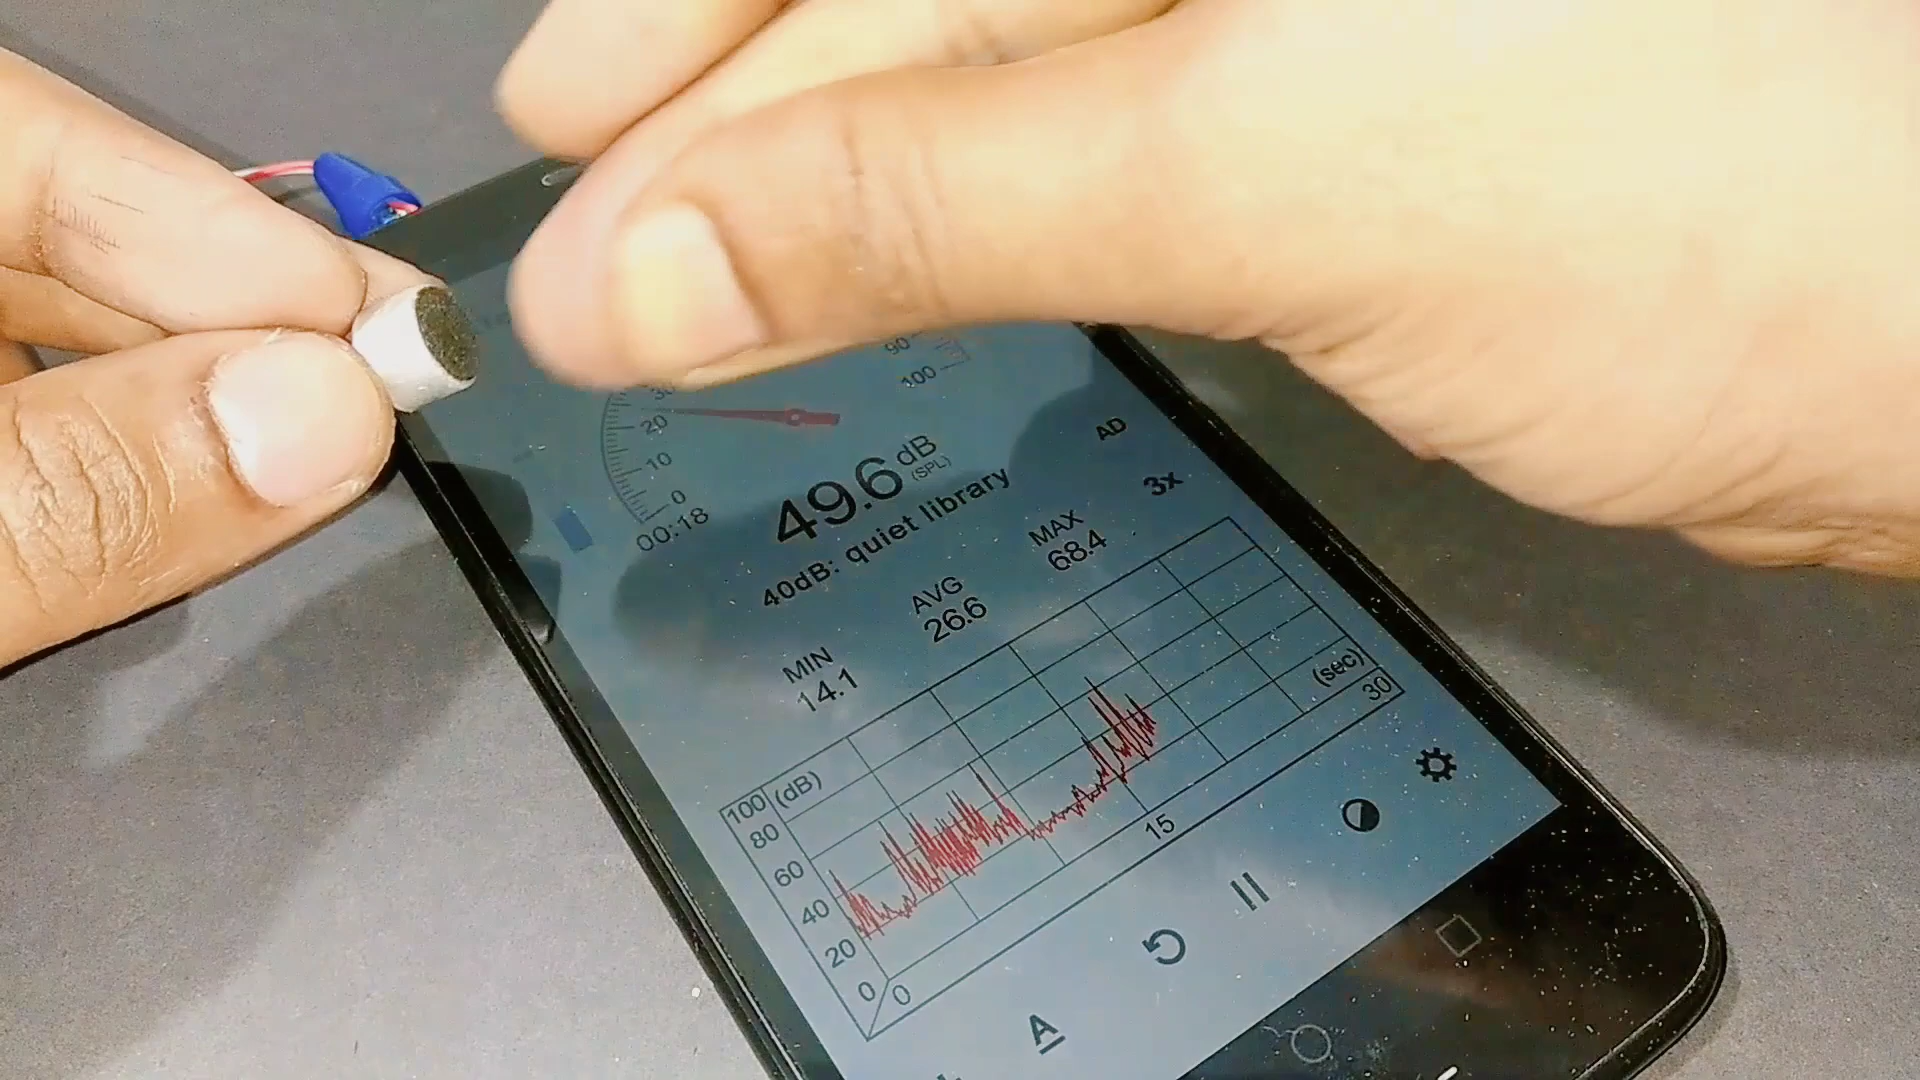 90
100
30
20
10
0
00:18
49.6 dB
(SPL)
40dB: quiet library
AD
3x
MIN
14.1
AVG
26.6
MAX
68.4
100 (dB)
80
60
40
20
0
0
15
(sec)
30
A